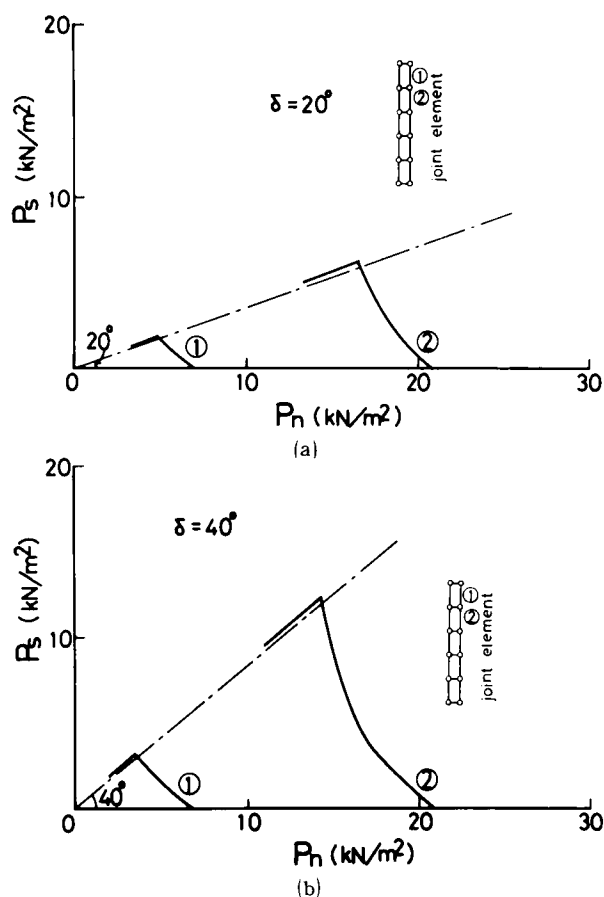 20
δ = 20°
①
②
joint element
Ps (kN/m²)
10
20°
①
②
0
10
20
30
Pn (kN/m²)
(a)
20
δ = 40°
①
②
joint element
Ps (kN/m²)
10
40°
①
②
0
0
10
20
30
Pn (kN/m²)
(b)